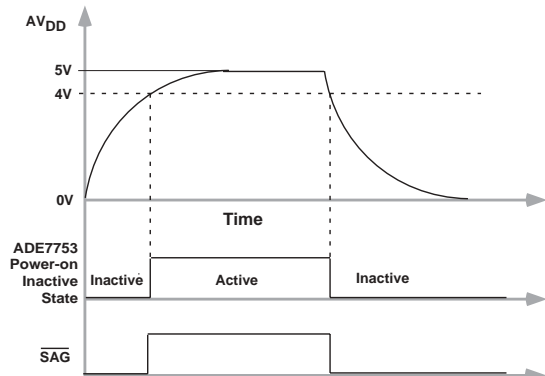 AVDD
5V
4V
0V
Time
ADE7753
Power-on
Inactive
State
Inactive
Active
Inactive
SAG